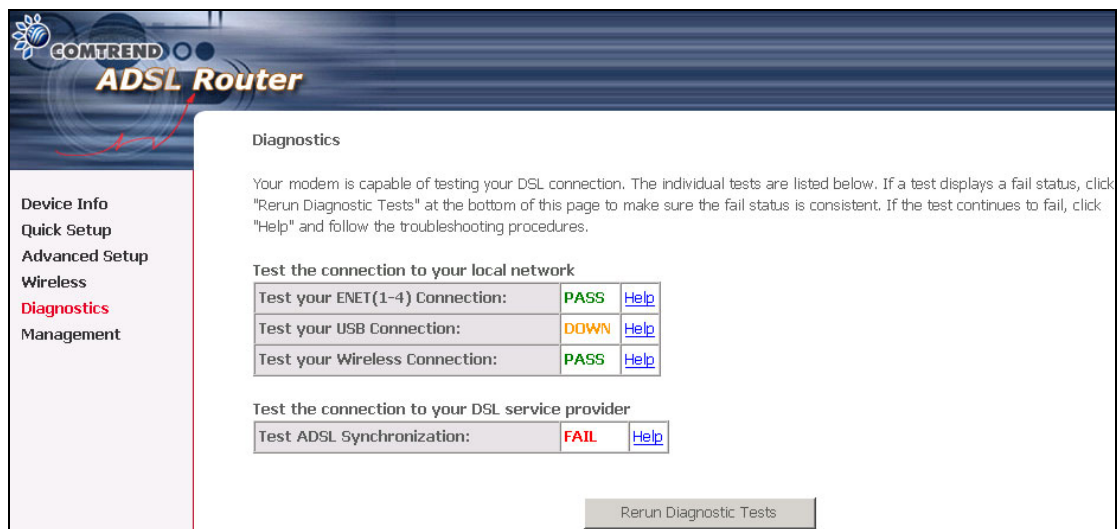 COMTREND
ADSL Router
Device Info
Quick Setup
Advanced Setup
Wireless
Diagnostics
Management
Diagnostics
Your modem is capable of testing your DSL connection. The individual tests are listed below. If a test displays a fail status, click
"Rerun Diagnostic Tests" at the bottom of this page to make sure the fail status is consistent. If the test continues to fail, click
"Help" and follow the troubleshooting procedures.
Test the connection to your local network
Test your ENET(1-4) Connection: PASS Help
Test your USB Connection: DOWN Help
Test your Wireless Connection: PASS Help
Test the connection to your DSL service provider
Test ADSL Synchronization: FAIL Help
Rerun Diagnostic Tests